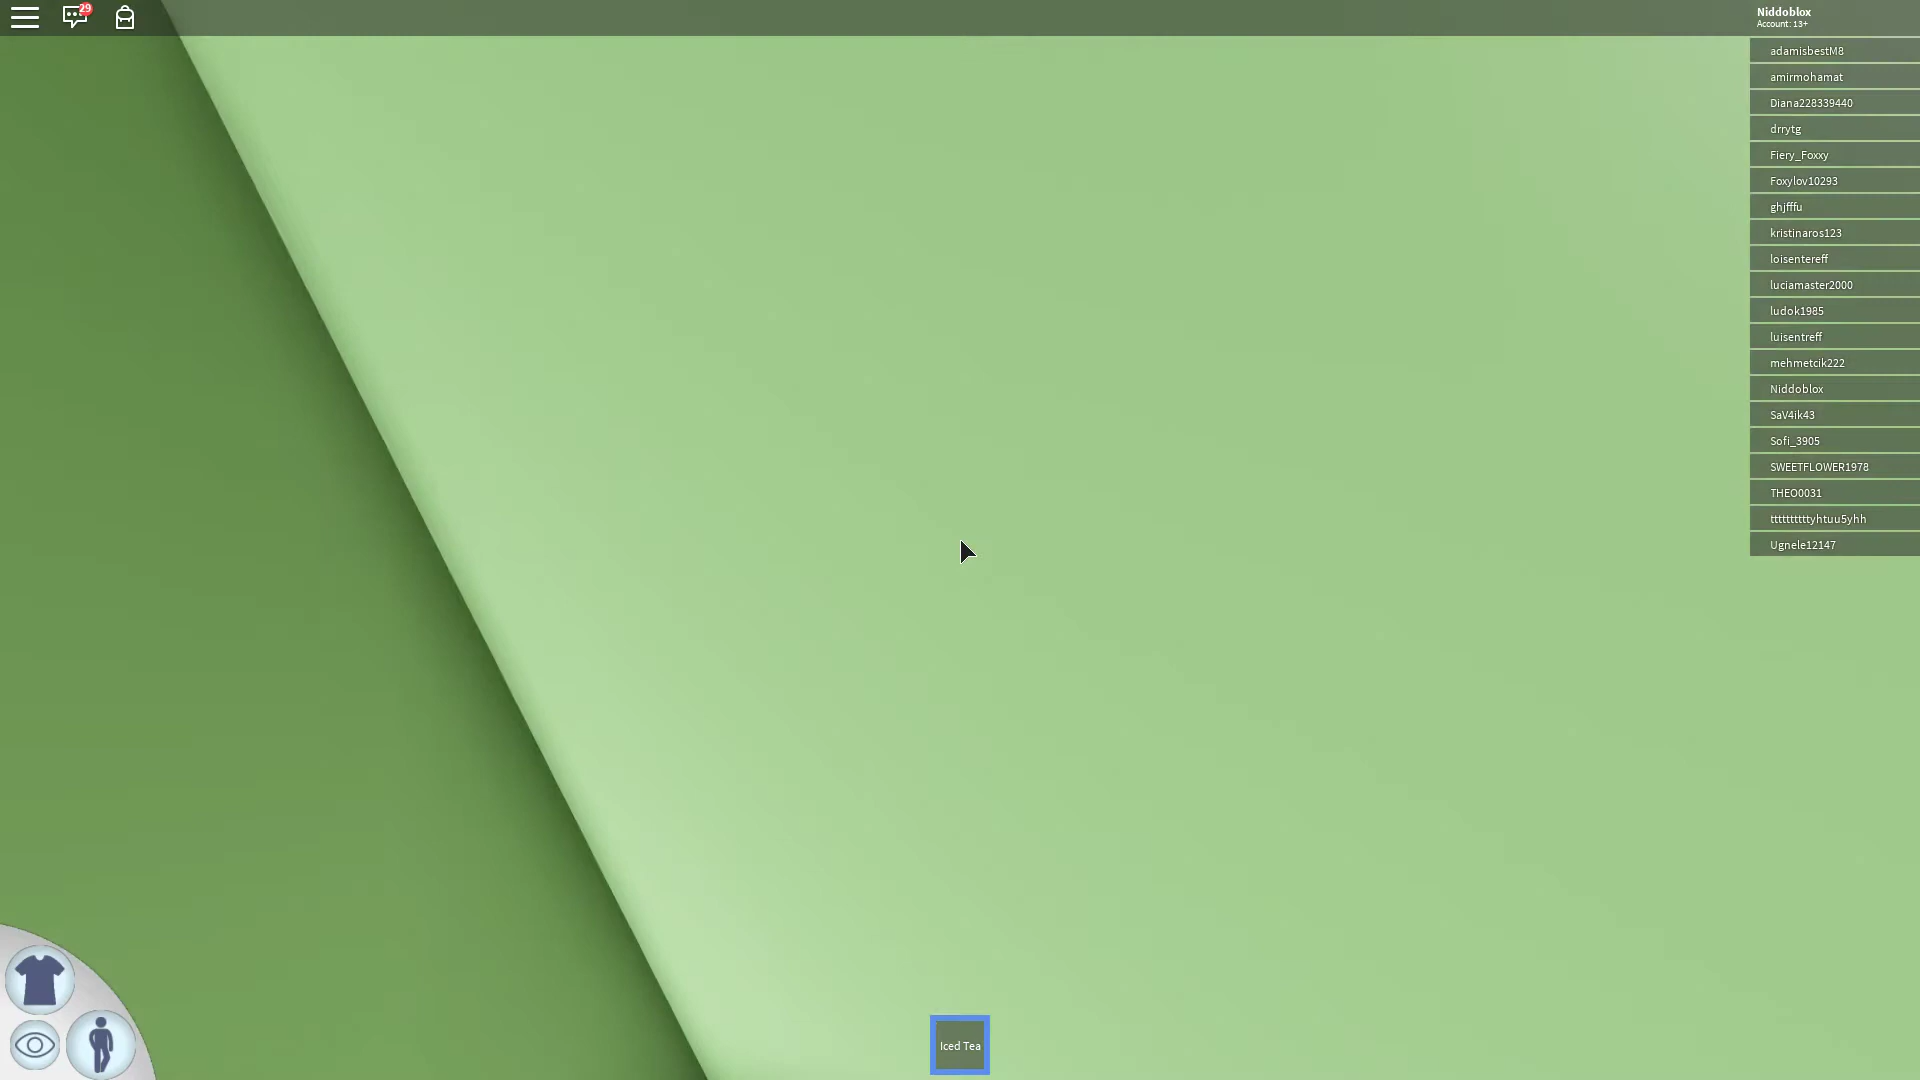 29
Niddoblox
Account: 13+
adamisbestM8
amirmohamat
Diana228339440
drrytg
Fiery_Foxxy
Foxylov10293
ghjfffu
kristinaros123
loisentereff
luciamaster2000
ludok1985
luisentreff
mehmetcik222
Niddoblox
SaV4ik43
Sofi_3905
SWEETFLOWER1978
THEO0031
ttttttttttyhtuu5yhh
Ugnele12147
Iced Tea